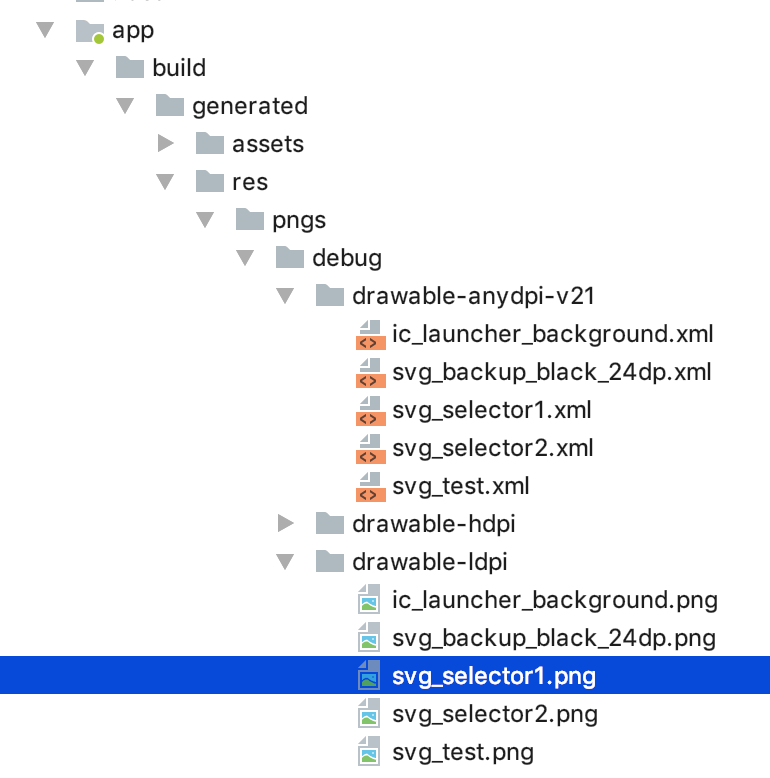 app
build
generated
assets
res
pngs
debug
drawable-anydpi-v21
ic_launcher_background.xml
svg_backup_black_24dp.xml
svg_selector1.xml
svg_selector2.xml
svg_test.xml
drawable-hdpi
drawable-ldpi
ic_launcher_background.png
svg_backup_black_24dp.png
svg_selector1.png
svg_selector2.png
svg_test.png